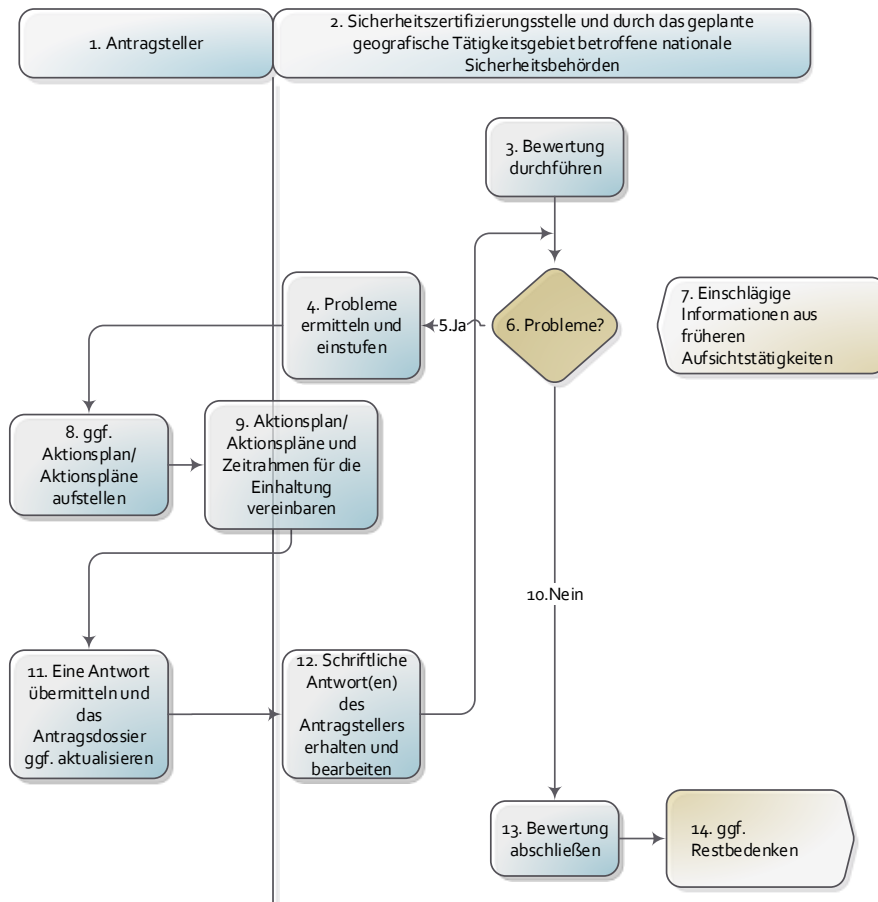 1. Antragsteller
2. Sicherheitszertifizierungsstelle und durch das geplante
geografische Tätigkeitsgebiet betroffene nationale
Sicherheitsbehörden
3. Bewertung
durchführen
4. Probleme
ermitteln und
einstufen
5.Ja
6. Probleme?
7. Einschlägige
Informationen aus
früheren
Aufsichtstätigkeiten
8. ggf.
Aktionsplan/
Aktionspläne
aufstellen
9. Aktionsplan/
Aktionspläne und
Zeitrahmen für die
Einhaltung
vereinbaren
10.Nein
11. Eine Antwort
übermitteln und
das
Antragsdossier
ggf. aktualisieren
12. Schriftliche
Antwort(en)
des
Antragstellers
erhalten und
bearbeiten
13. Bewertung
abschließen
14. ggf.
Restbedenken